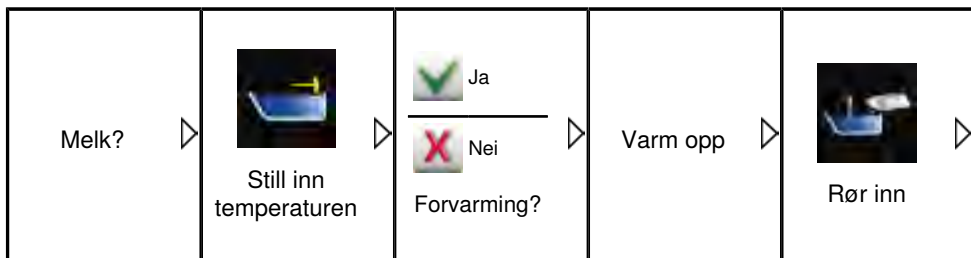 Melk?
Still inn
temperaturen
Ja
Nei
Forvarming?
Varm opp
Rør inn